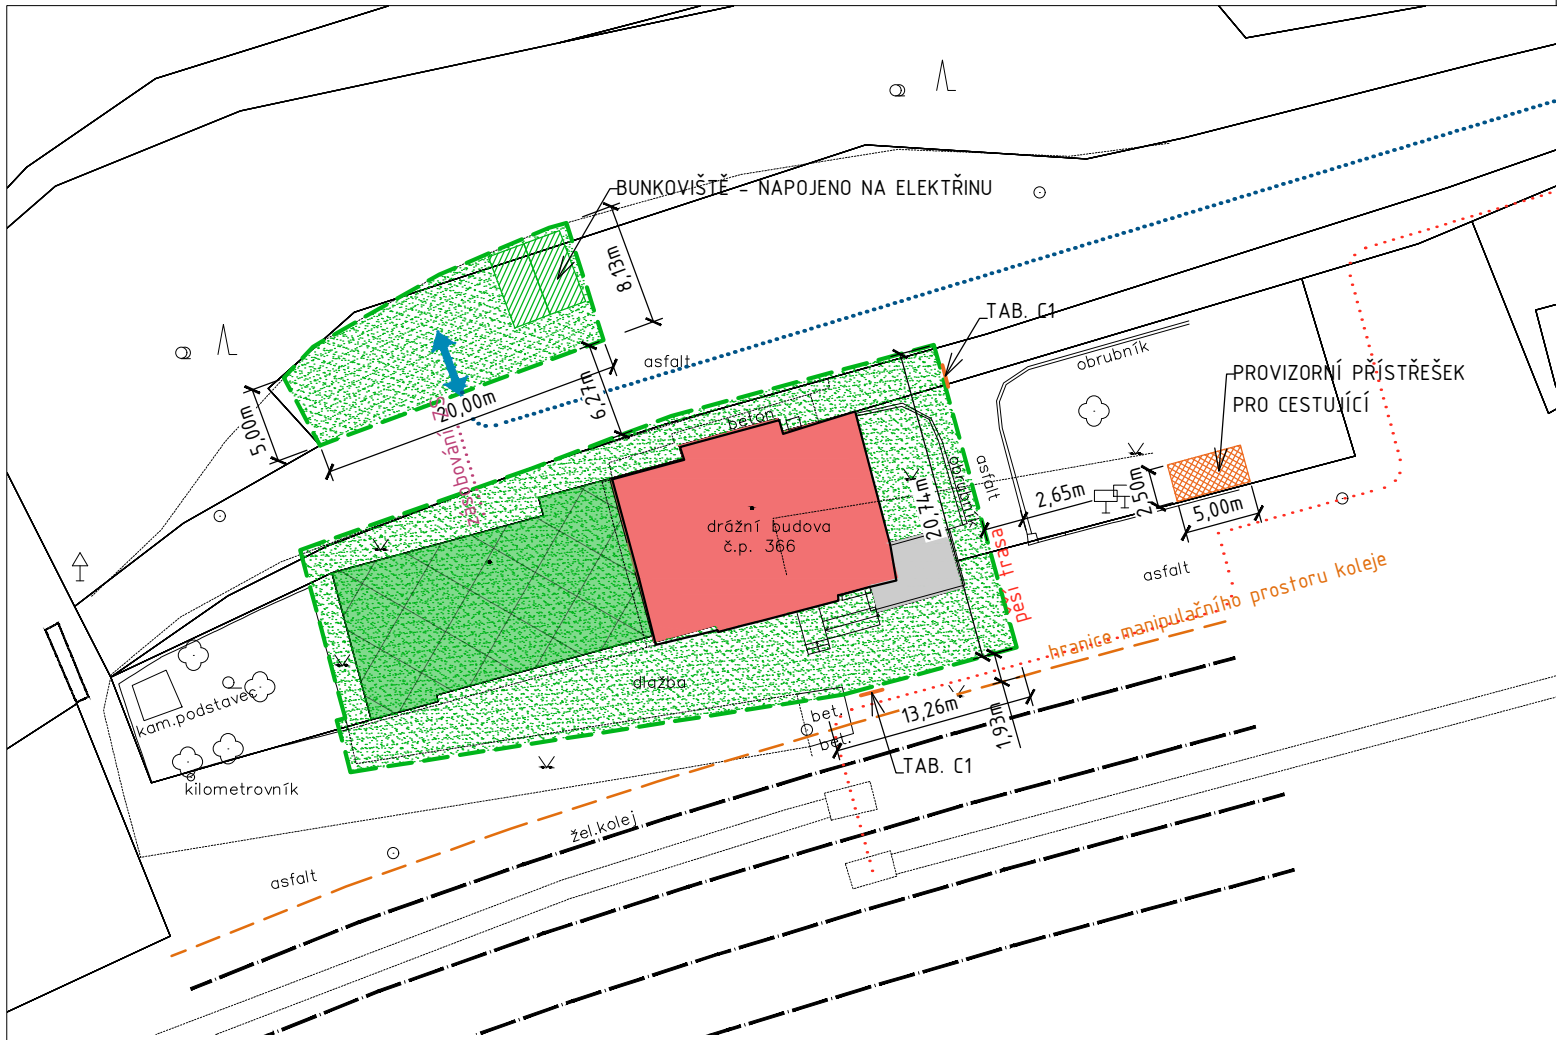 BUNKOVIŠTĚ - NAPOJENO NA ELEKTŘINU
8,13m
TAB. C1
asfalt
obrubník
PROVIZORNÍ PŘÍSTŘEŠEK
PRO CESTUJÍCÍ
20,00m
6,27m
5,00m
beton
zásobování ZS
obrubník
asfalt
20,74m
2,65m
2,50m
5,00m
drážní budova
č.p. 366
pěší trasa
asfalt
hranice manipulačního prostoru koleje
dlažba
kam.podstavec
bet.
bet.
13,26m
1,93m
TAB. C1
kilometrovník
žel.kolej
asfalt